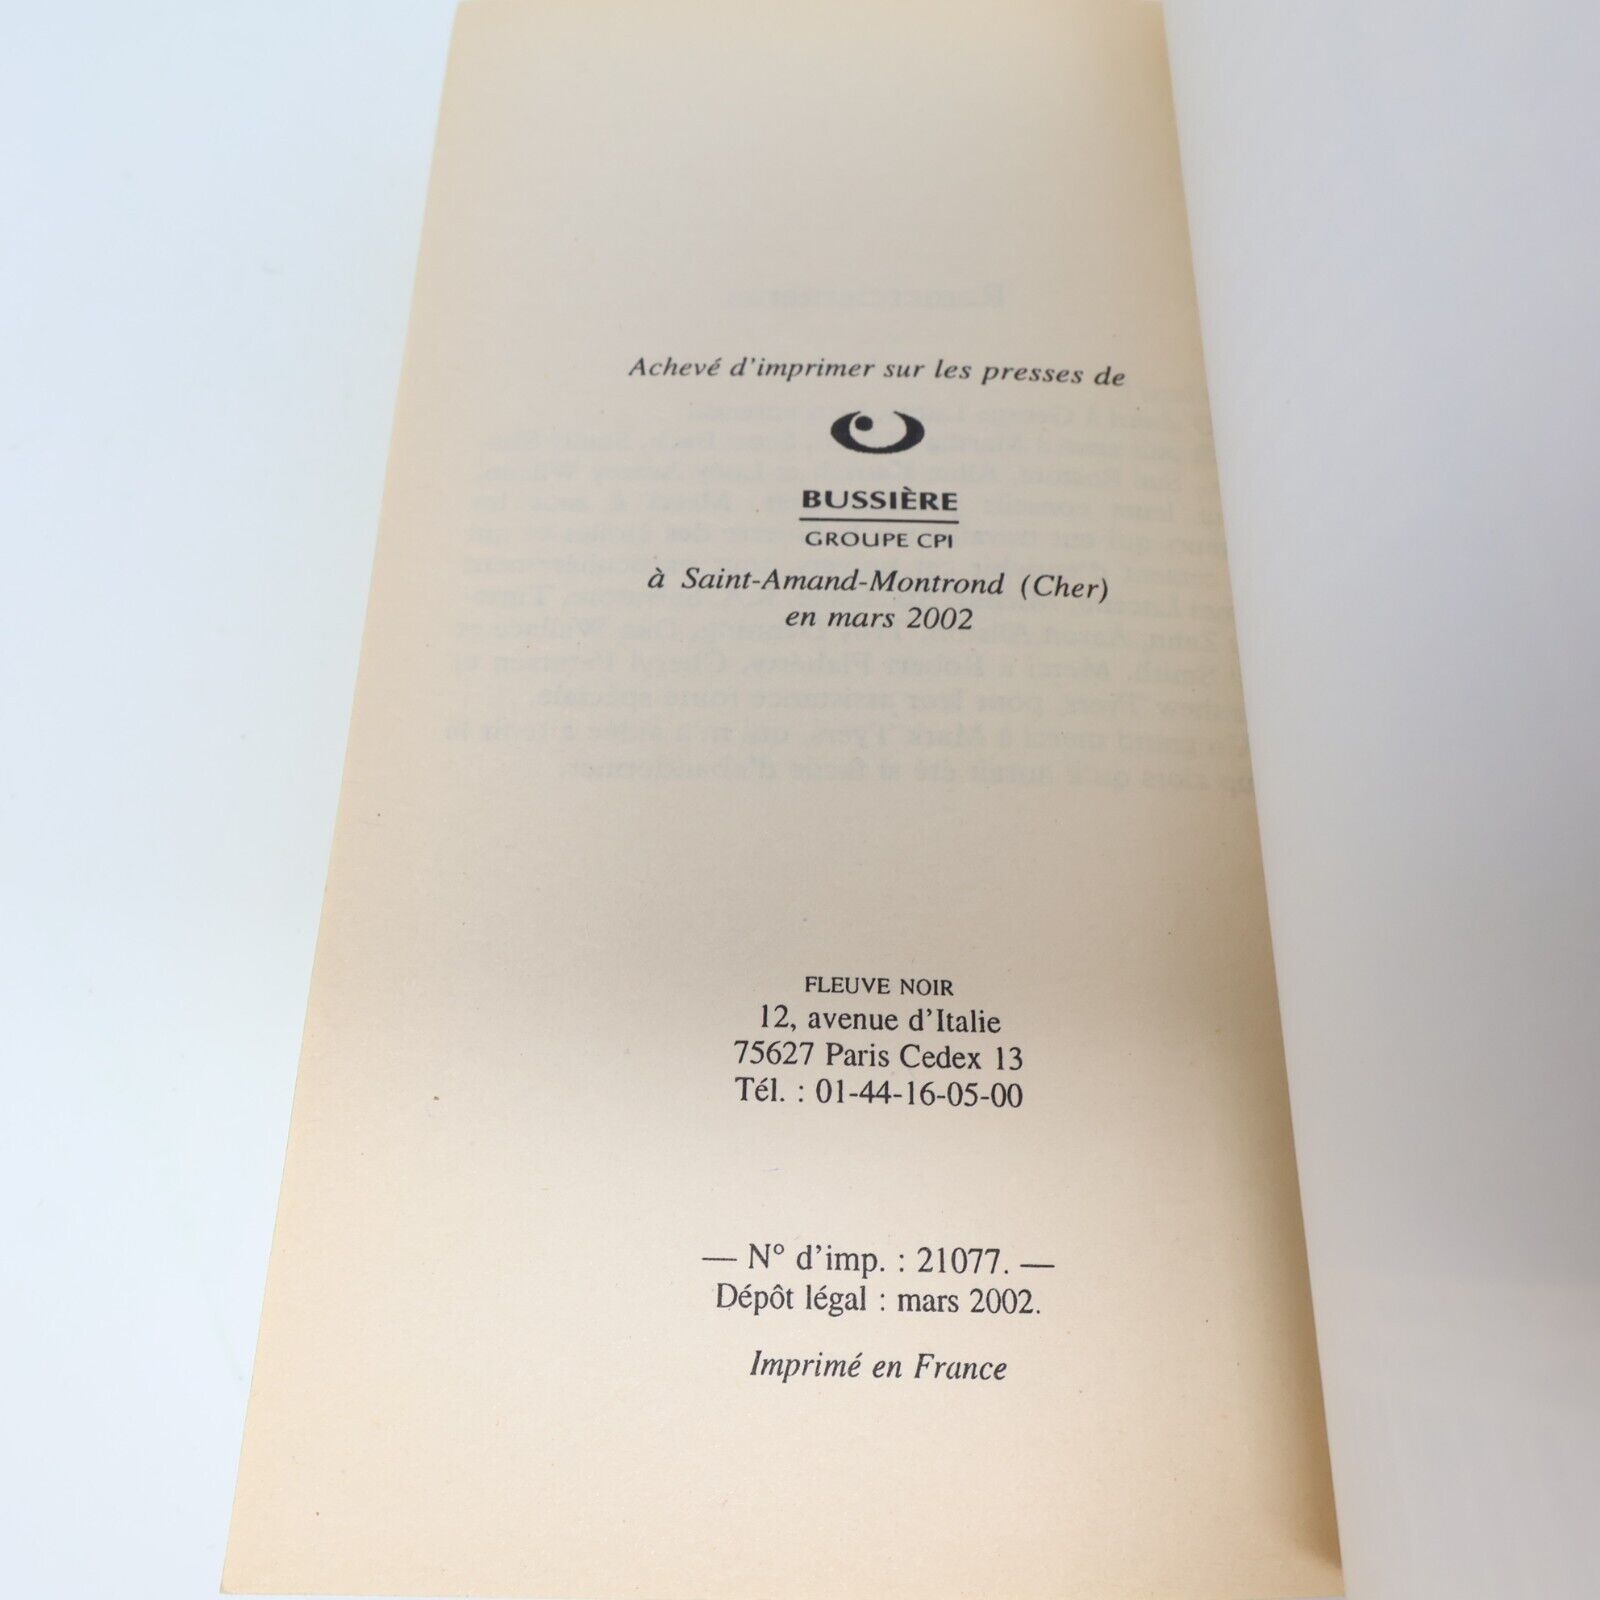 Achevé d'imprimer sur les presses de
BUSSIÈRE
GROUPE CPI
à Saint-Amand-Montrond (Cher)
en mars 2002
FLEUVE NOIR
12, avenue d'Italie
75627 Paris Cedex 13
Tél. : 01-44-16-05-00
— N° d'imp. : 21077. —
Dépôt légal : mars 2002.
Imprimé en France